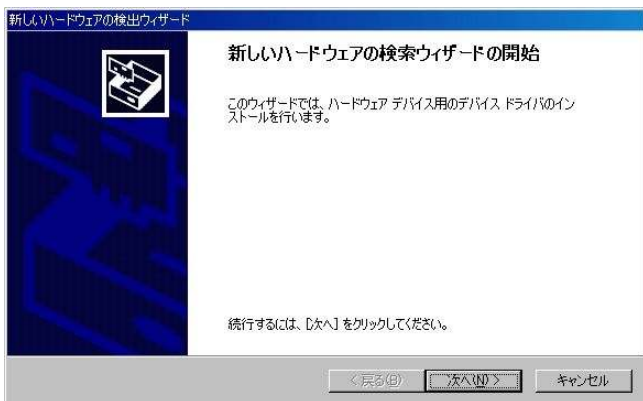 新しいハードウェアの検出ウィザード
新しいハードウェアの検索ウィザードの開始
このウィザードでは、ハードウェア デバイス用のデバイス ドライバのイン
ストールを行います。
続行するには、[次へ] をクリックしてください。
< 戻る(B)
次へ(N) >
キャンセル